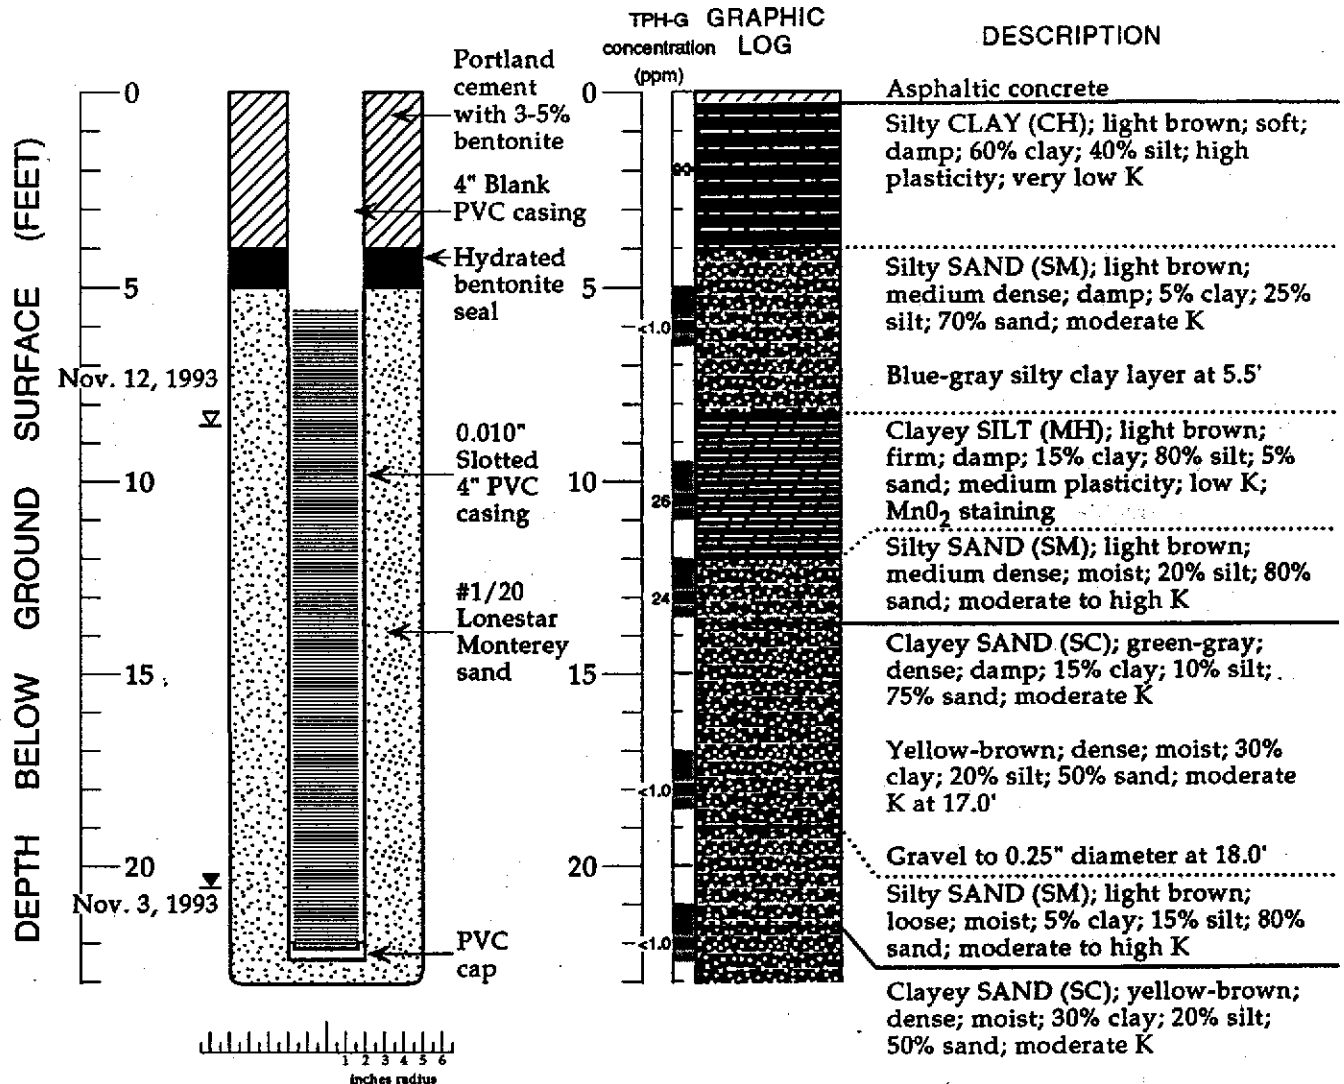 DEPTH BELOW GROUND SURFACE (FEET)
0
5
10
15
20
Nov. 12, 1993
Nov. 3, 1993
Portland
cement
with 3-5%
bentonite
4" Blank
PVC casing
Hydrated
bentonite
seal
0.010"
Slotted
4" PVC
casing
#1/20
Lonestar
Monterey
sand
PVC
cap
1 2 3 4 5 6
inches radius
TPH-G
concentration
(ppm)
0
5
10
15
20
<1.0
26
24
<1.0
<1.0
GRAPHIC
LOG
DESCRIPTION
Asphaltic concrete
Silty CLAY (CH); light brown; soft;
damp; 60% clay; 40% silt; high
plasticity; very low K
Silty SAND (SM); light brown;
medium dense; damp; 5% clay; 25%
silt; 70% sand; moderate K
Blue-gray silty clay layer at 5.5'
Clayey SILT (MH); light brown;
firm; damp; 15% clay; 80% silt; 5%
sand; medium plasticity; low K;
Mn0₂ staining
Silty SAND (SM); light brown;
medium dense; moist; 20% silt; 80%
sand; moderate to high K
Clayey SAND (SC); green-gray;
dense; damp; 15% clay; 10% silt;
75% sand; moderate K
Yellow-brown; dense; moist; 30%
clay; 20% silt; 50% sand; moderate
K at 17.0'
Gravel to 0.25" diameter at 18.0'
Silty SAND (SM); light brown;
loose; moist; 5% clay; 15% silt; 80%
sand; moderate to high K
Clayey SAND (SC); yellow-brown;
dense; moist; 30% clay; 20% silt;
50% sand; moderate K